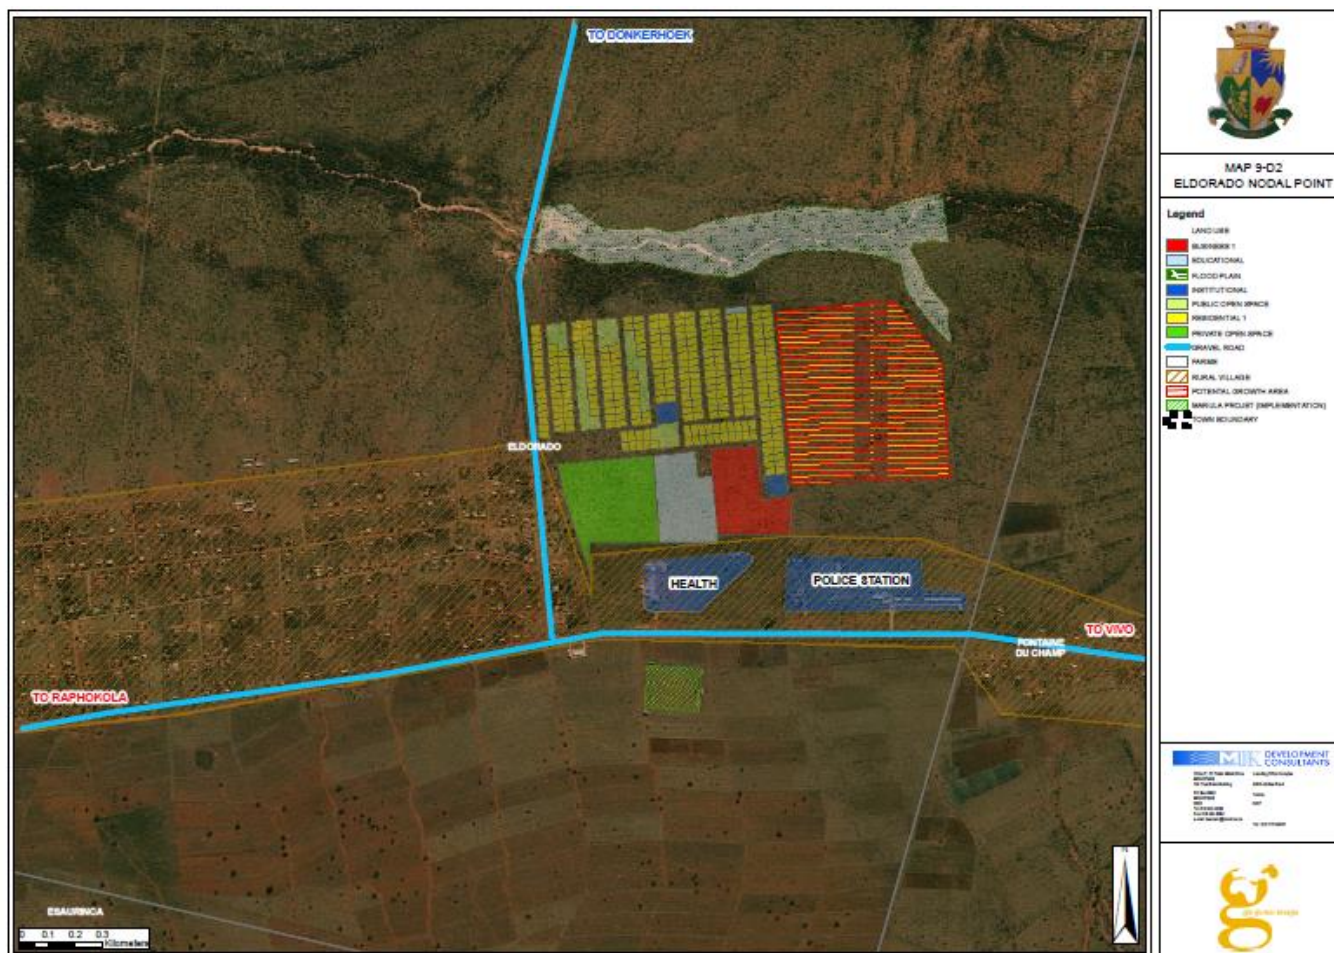 TO DONKERHOEK
ELDORADO
HEALTH
POLICE STATION
TO VIVO
FONTAINE
DU CHAMP
TO RAPHOKOLA
ESAURINCA
0 0.1 0.2 0.3
Kilometers
MAP 9-D2
ELDORADO NODAL POINT
Legend
LAND USE
BUSINESS 1
EDUCATIONAL
FLOOD PLAIN
INSTITUTIONAL
PUBLIC OPEN SPACE
RESIDENTIAL 1
PRIVATE OPEN SPACE
GRAVEL ROAD
FARMS
RURAL VILLAGE
POTENTIAL GROWTH AREA
MARULA PROJET (IMPLEMENTATION)
TOWN BOUNDARY
DEVELOPMENT
CONSULTANTS